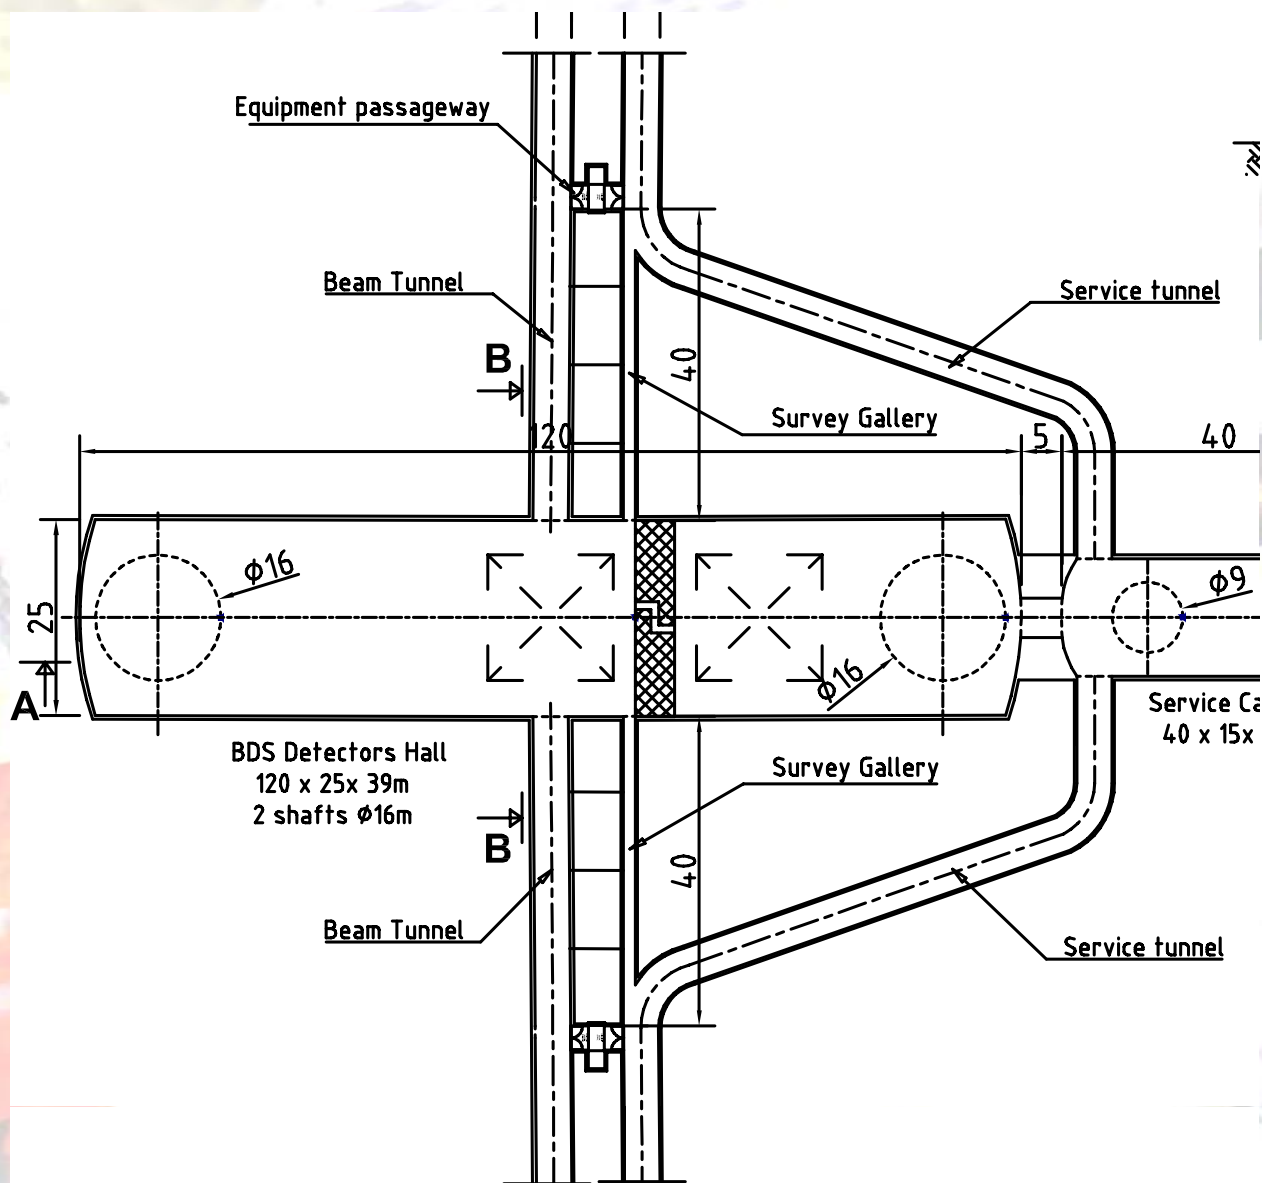 Equipment passageway
Beam Tunnel
Service tunnel
B
40
Survey Gallery
120
5
40
ϕ16
ϕ9
25
ϕ16
A
Service Ca
40 x 15x
BDS Detectors Hall
120 x 25x 39m
2 shafts ϕ16m
Survey Gallery
B
40
Beam Tunnel
Service tunnel